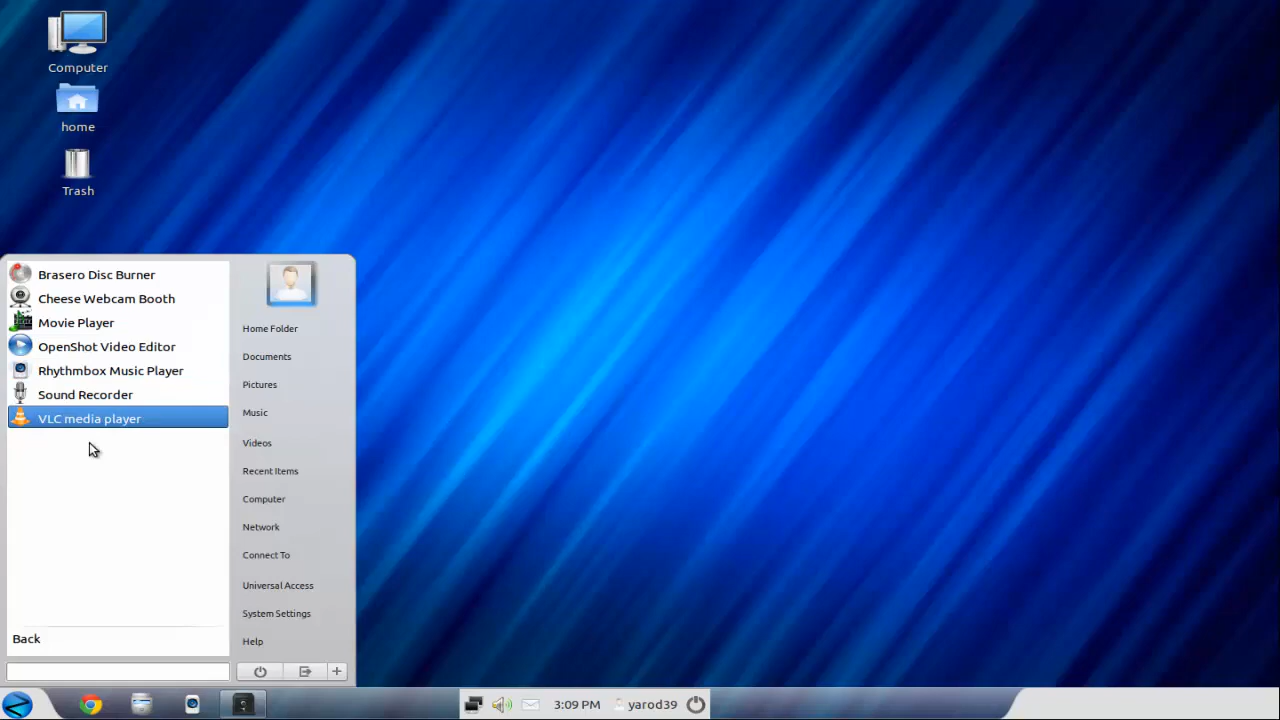 Computer
home
Trash
Brasero Disc Burner
Cheese Webcam Booth
Movie Player
OpenShot Video Editor
Rhythmbox Music Player
Sound Recorder
VLC media player
Back
Home Folder
Documents
Pictures
Music
Videos
Recent Items
Computer
Network
Connect To
Universal Access
System Settings
Help
3:09 PM yarod39